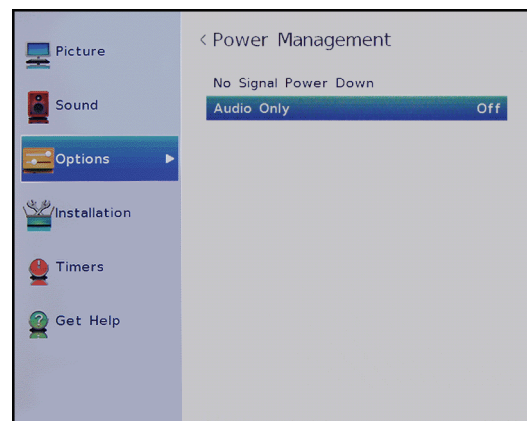 Picture
Sound
Options
Installation
Timers
Get Help
< Power Management
No Signal Power Down
Audio Only Off